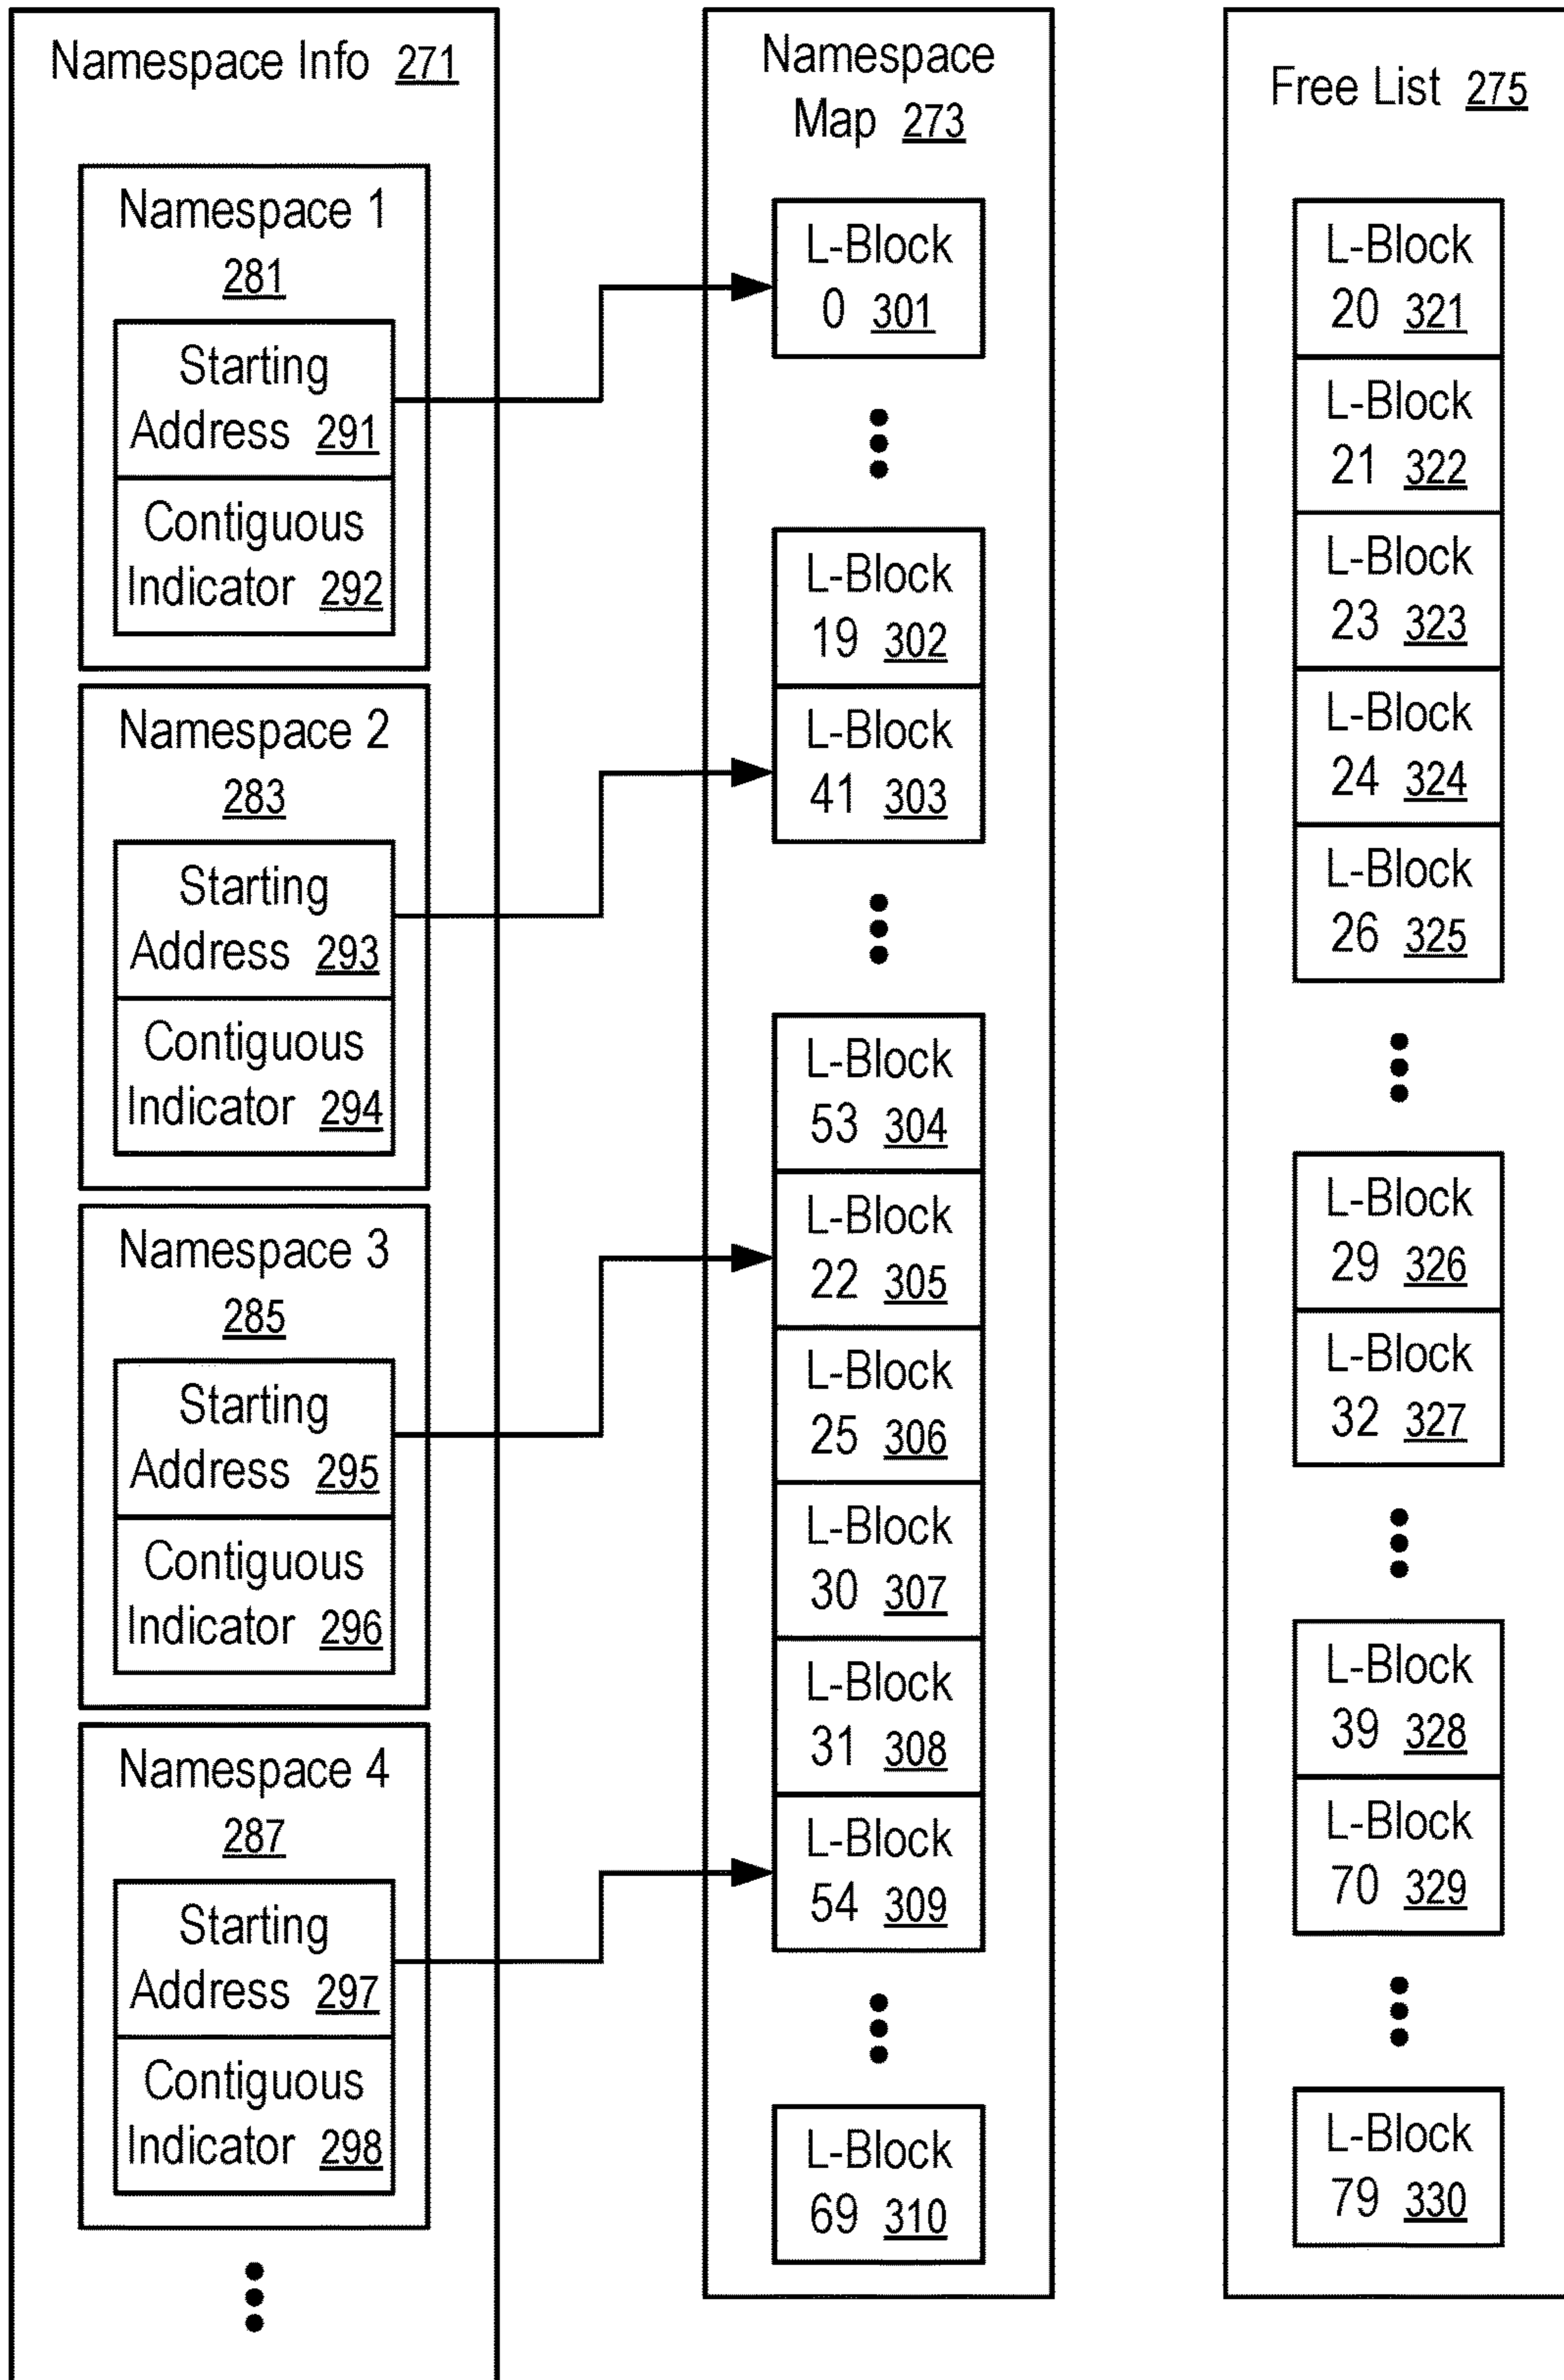 Namespace Info 271
Namespace 1
281
Starting
Address 291
Contiguous
Indicator 292
Namespace 2
283
Starting
Address 293
Contiguous
Indicator 294
Namespace 3
285
Starting
Address 295
Contiguous
Indicator 296
Namespace 4
287
Starting
Address 297
Contiguous
Indicator 298
Namespace
Map 273
L-Block
0 301
L-Block
19 302
L-Block
41 303
L-Block
53 304
L-Block
22 305
L-Block
25 306
L-Block
30 307
L-Block
31 308
L-Block
54 309
L-Block
69 310
Free List 275
L-Block
20 321
L-Block
21 322
L-Block
23 323
L-Block
24 324
L-Block
26 325
L-Block
29 326
L-Block
32 327
L-Block
39 328
L-Block
70 329
L-Block
79 330